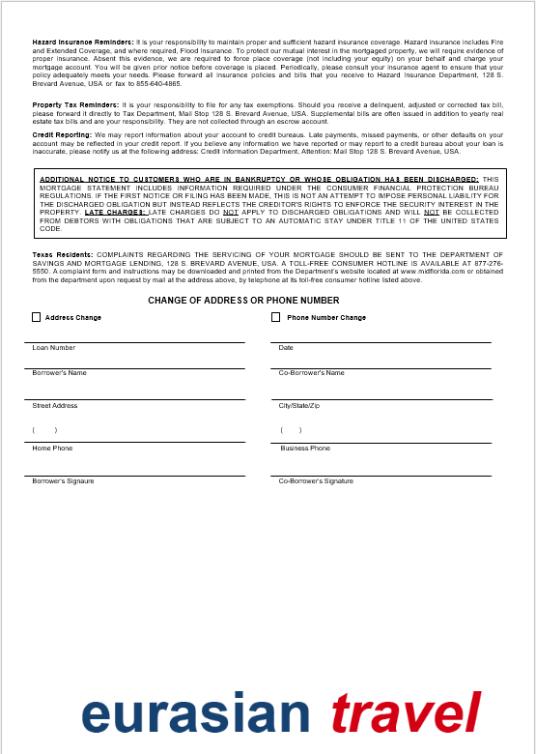 Hazard Insurance Reminders: It is your responsibility to maintain proper and sufficient hazard insurance coverage. Hazard insurance includes Fire
and Extended Coverage, and where required, Flood Insurance. To protect our mutual interest in the mortgaged property, we will require evidence of
proper insurance. Absent this evidence, we are required to force place coverage (not including your equity) on your behalf and charge your
mortgage account. You will be given prior notice before coverage is placed. Periodically, please consult your insurance agent to ensure that the
policy adequately meets your needs. Please forward all insurance policies and bills that you receive to Hazard Insurance Department, 128 S.
Brevard Avenue, USA or fax to 855-640-4865.
Property Tax Reminders: It is your responsibility to file for any tax exemptions. Should you receive a delinquent, adjusted or corrected tax bill,
please forward it directly to Tax Department, Mail Stop 128 S. Brevard Avenue, USA. Supplemental bills are often issued in addition to yearly real
estate tax bills and are your responsibility. They are not collected through an escrow account.
Credit Reporting: We may report information about your account to credit bureaus. Late payments, missed payments, or other defaults on your
account may be reflected in your credit report. If you believe any information we have reported or may report to a credit bureau about your loan is
inaccurate, please notify us at the following address: Credit Information Department, Attention: Mail Stop 128 S. Brevard Avenue, USA.
ADDITIONAL NOTICE TO CUSTOMERS WHO ARE IN BANKRUPTCY OR WHOSE OBLIGATION HAS BEEN DISCHARGED: THIS
MORTGAGE STATEMENT INCLUDES INFORMATION REQUIRED UNDER THE CONSUMER FINANCIAL PROTECTION BUREAU
REGULATIONS. IF THE FIRST NOTICE OR FILING HAS BEEN MADE, THIS IS NOT AN ATTEMPT TO IMPOSE PERSONAL LIABILITY FOR
THE DISCHARGED OBLIGATION BUT INSTEAD REFLECTS THE CREDITOR'S RIGHTS TO ENFORCE THE SECURITY INTEREST IN THE
PROPERTY. LATE CHARGES: LATE CHARGES DO NOT APPLY TO DISCHARGED OBLIGATIONS AND WILL NOT BE COLLECTED
FROM DEBTORS WITH OBLIGATIONS THAT ARE SUBJECT TO AN AUTOMATIC STAY UNDER TITLE 11 OF THE UNITED STATES
CODE.
Texas Residents: COMPLAINTS REGARDING THE SERVICING OF YOUR MORTGAGE SHOULD BE SENT TO THE DEPARTMENT OF
SAVINGS AND MORTGAGE LENDING, 128 S. BREVARD AVENUE, USA. A TOLL-FREE CONSUMER HOTLINE IS AVAILABLE AT 877-276-
5550. A complaint form and instructions may be downloaded and printed from the Department's website located at www.midflorida.com or obtained
from the department upon request by mail at the address above, by telephone at its toll-free consumer hotline listed above.
CHANGE OF ADDRESS OR PHONE NUMBER
Address Change Phone Number Change
Loan Number Date
Borrower's Name Co-Borrower's Name
Street Address City/State/Zip
( ) ( )
Home Phone Business Phone
Borrower's Signaure Co-Borrower's Signature
eurasian travel